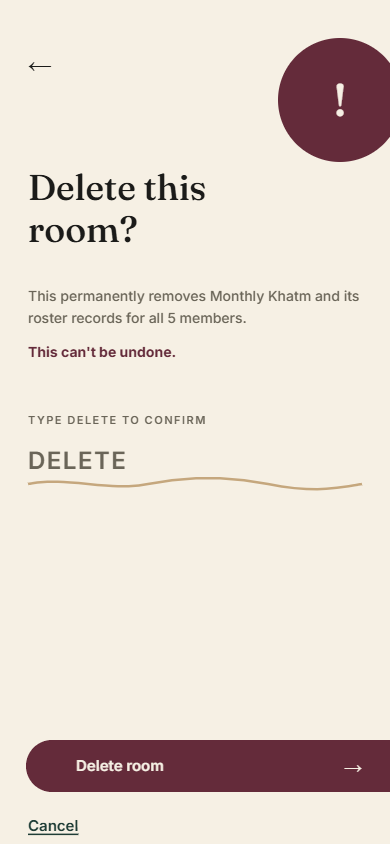 ←
!
Delete this
room?
This permanently removes Monthly Khatm and its
roster records for all 5 members.
This can't be undone.
TYPE DELETE TO CONFIRM
DELETE
Delete room →
Cancel